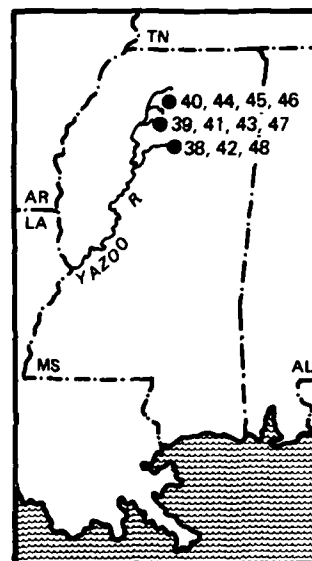 TN
40, 44, 45, 46
39, 41, 43, 47
38, 42, 48
AR
LA
YAZOO R
MS
AL